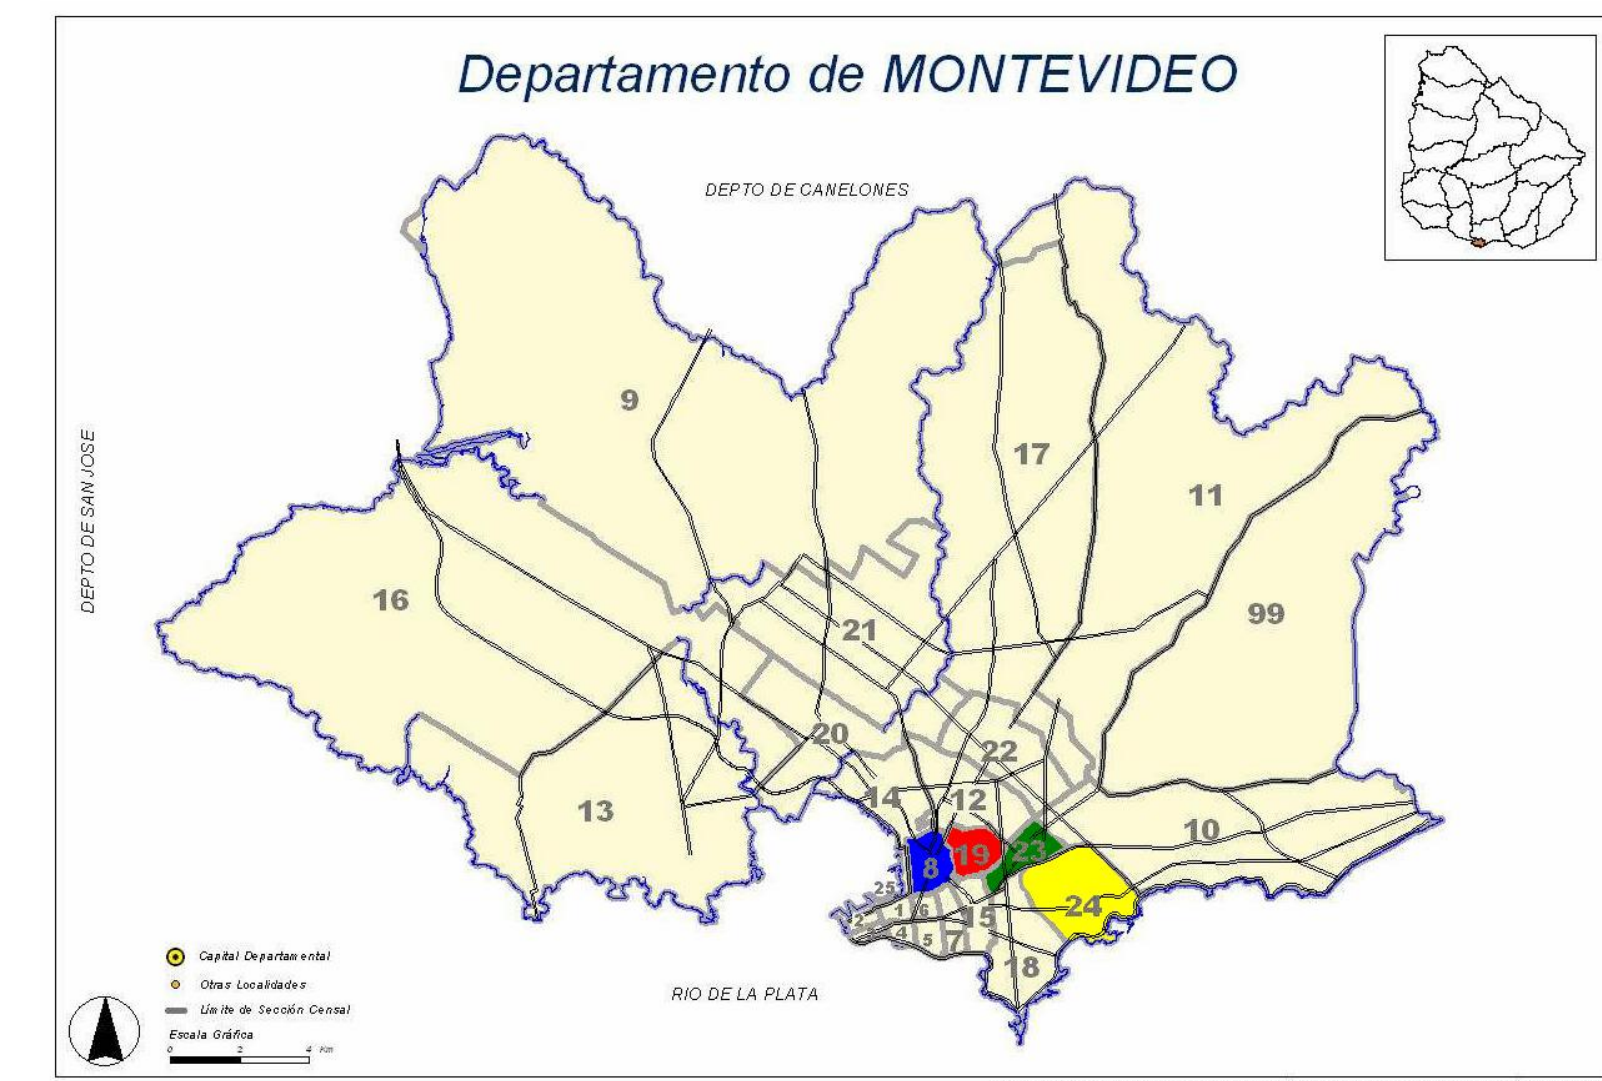 Departamento de MONTEVIDEO
DEPTO DE CANELONES
9
17
11
DEPTO DE SAN JOSE
16
99
21
20
22
14
12
13
10
8
19
23
25
24
2
1
6
15
3
4
5
7
18
RIO DE LA PLATA
Capital Departamental
Otras Localidades
Límite de Sección Censal
Escala Gráfica
0 2 4 Km